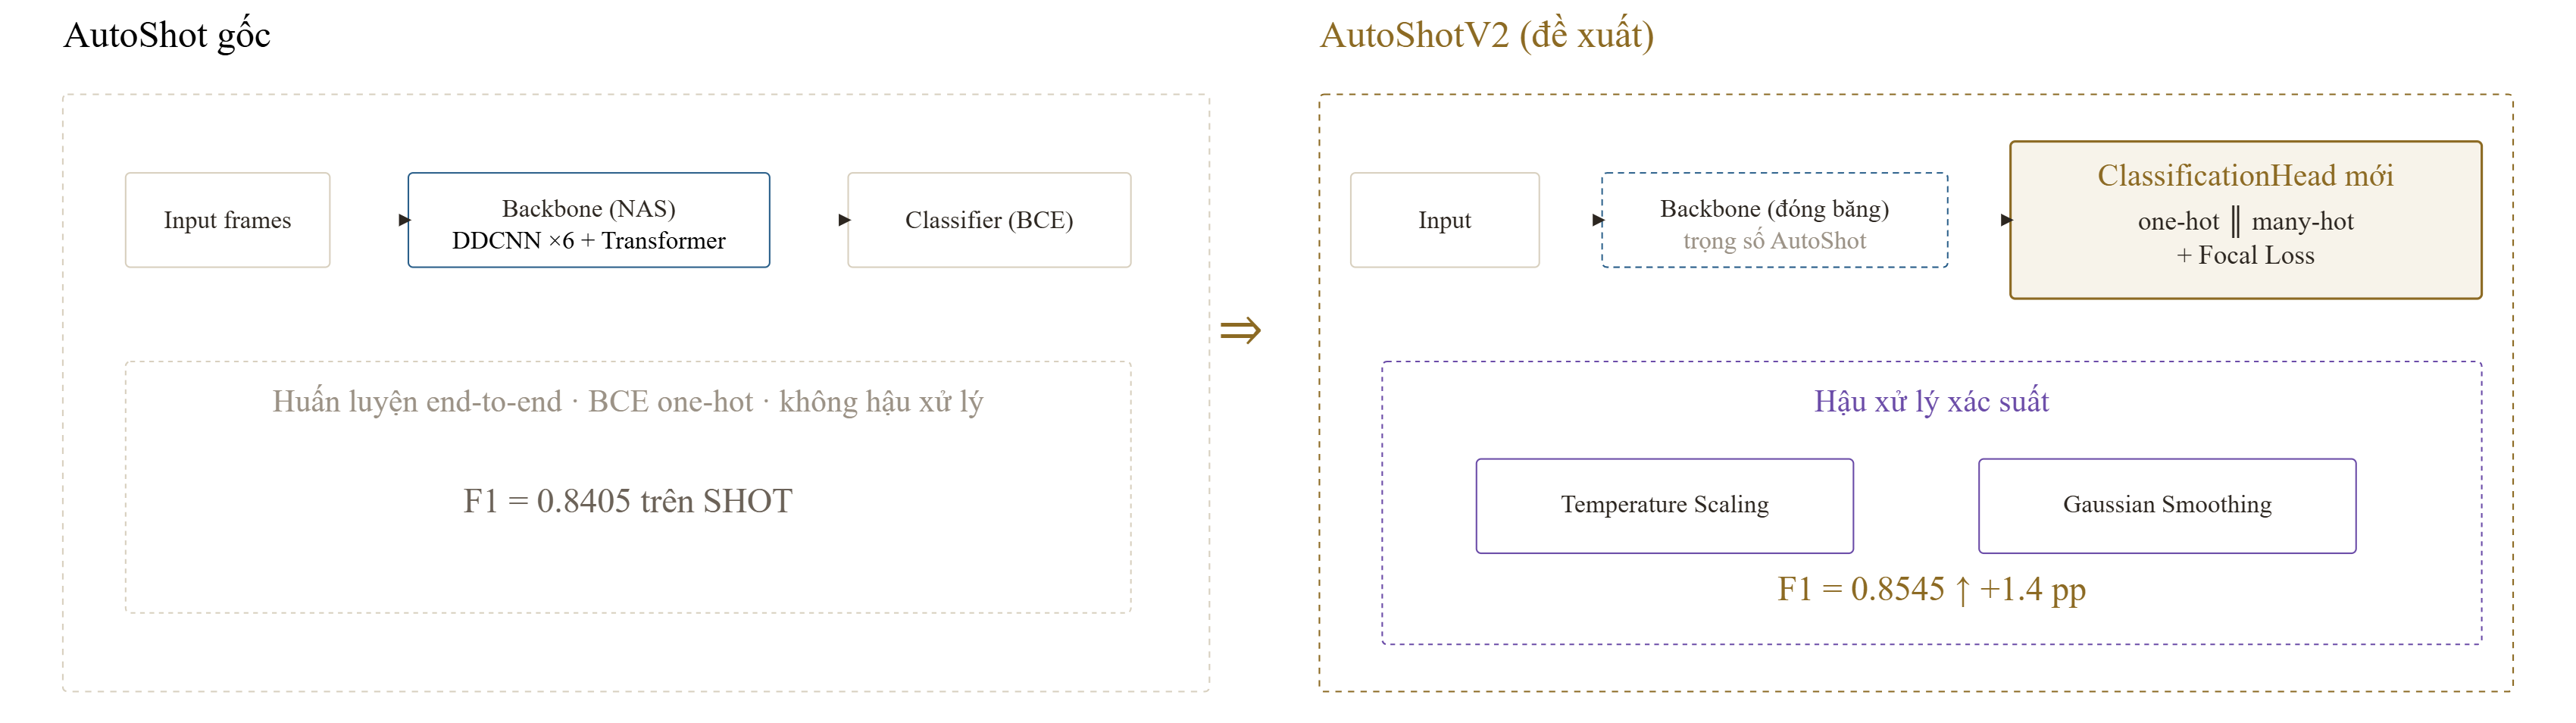 AutoShot gốc
Input frames
Backbone (NAS)
DDCNN ×6 + Transformer
Classifier (BCE)
Huấn luyện end-to-end · BCE one-hot · không hậu xử lý
F1 = 0.8405 trên SHOT
⇒
AutoShotV2 (đề xuất)
Input
Backbone (đóng băng)
trọng số AutoShot
ClassificationHead mới
one-hot ∥ many-hot
+ Focal Loss
Hậu xử lý xác suất
Temperature Scaling
Gaussian Smoothing
F1 = 0.8545 ↑ +1.4 pp